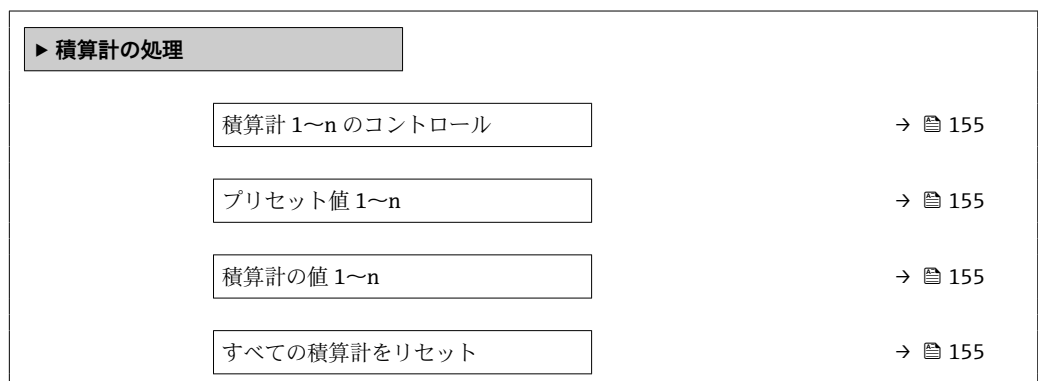 ▶ 積算計の処理
積算計 1～n のコントロール → 155
プリセット値 1～n → 155
積算計の値 1～n → 155
すべての積算計をリセット → 155